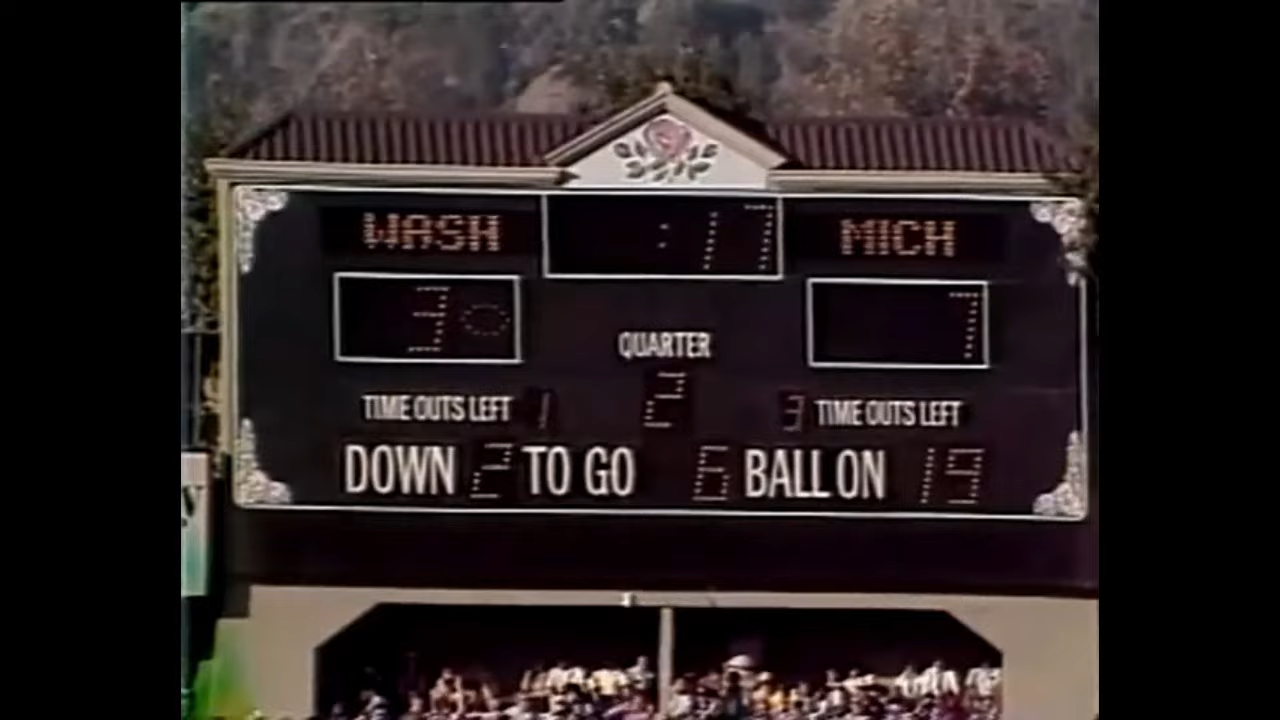 WASH :17 MICH
3 7
QUARTER
TIME OUTS LEFT 1 2 3 TIME OUTS LEFT
DOWN 2 TO GO 6 BALL ON 19